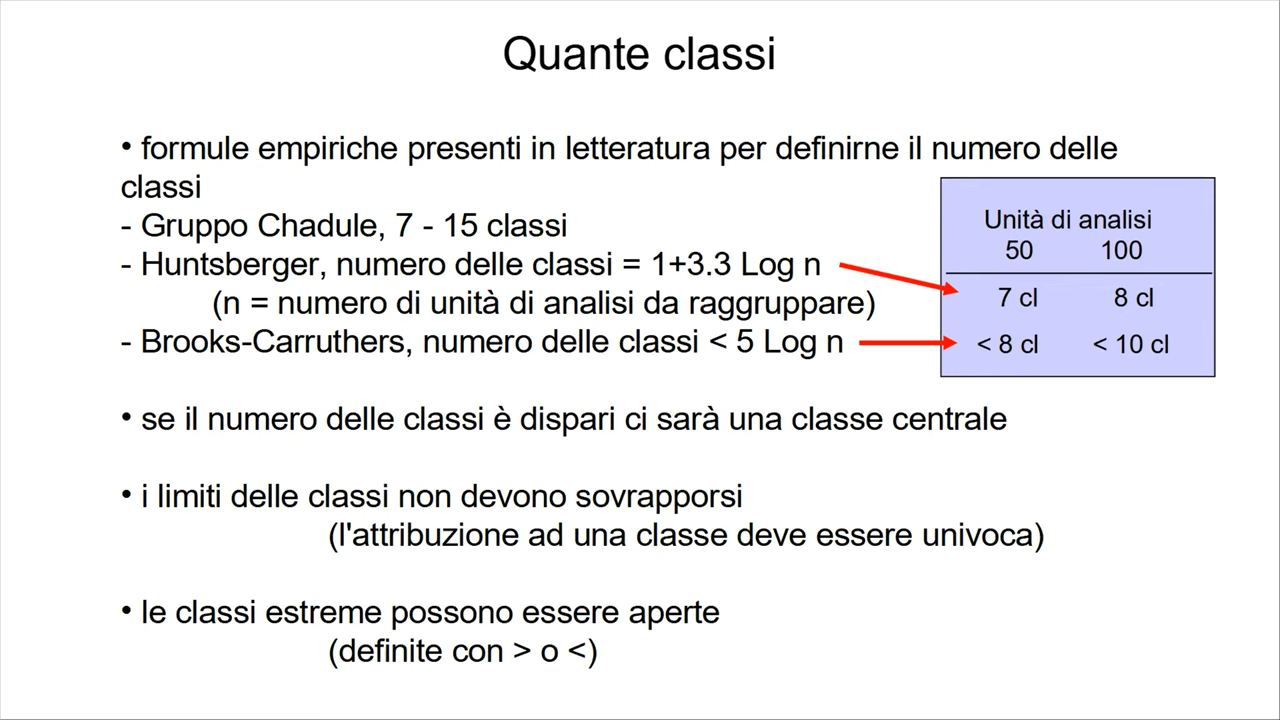 Quante classi
• formule empiriche presenti in letteratura per definirne il numero delle
classi
- Gruppo Chadule, 7 - 15 classi
- Huntsberger, numero delle classi = 1+3.3 Log n
(n = numero di unità di analisi da raggruppare)
- Brooks-Carruthers, numero delle classi < 5 Log n
Unità di analisi
50 100
7 cl 8 cl
< 8 cl < 10 cl
• se il numero delle classi è dispari ci sarà una classe centrale
• i limiti delle classi non devono sovrapporsi
(l'attribuzione ad una classe deve essere univoca)
• le classi estreme possono essere aperte
(definite con > o <)